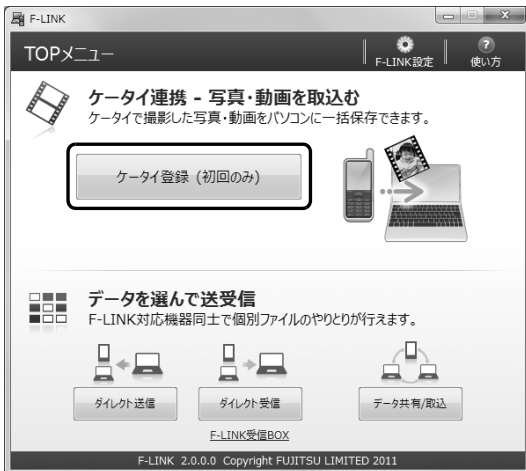 F-LINK
TOPメニュー
F-LINK設定
?
使い方
ケータイ連携 - 写真・動画を取込む
ケータイで撮影した写真・動画をパソコンに一括保存できます。
ケータイ登録 (初回のみ)
データを選んで送受信
F-LINK対応機器同士で個別ファイルのやりとりが行えます。
ダイレクト送信
ダイレクト受信
データ共有/取込
F-LINK受信BOX
F-LINK 2.0.0.0 Copyright FUJITSU LIMITED 2011